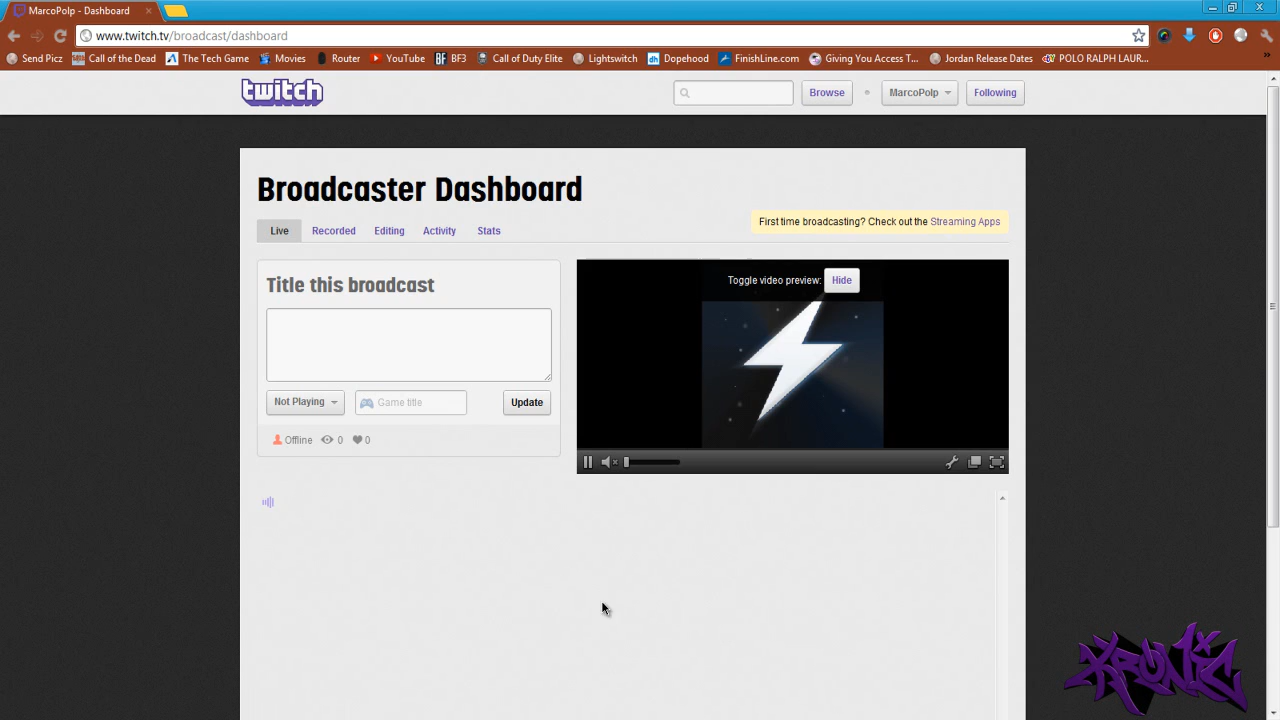 MarcoPolp - Dashboard
www.twitch.tv/broadcast/dashboard
Send Picz Call of the Dead The Tech Game Movies Router YouTube BF3 Call of Duty Elite Lightswitch Dopehood FinishLine.com Giving You Access T... Jordan Release Dates POLO RALPH LAUR... »
twitch Browse MarcoPolp Following
Broadcaster Dashboard
First time broadcasting? Check out the Streaming Apps
Live Recorded Editing Activity Stats
Title this broadcast
Toggle video preview: Hide
Not Playing Game title Update
Offline 0 0
KRONIC